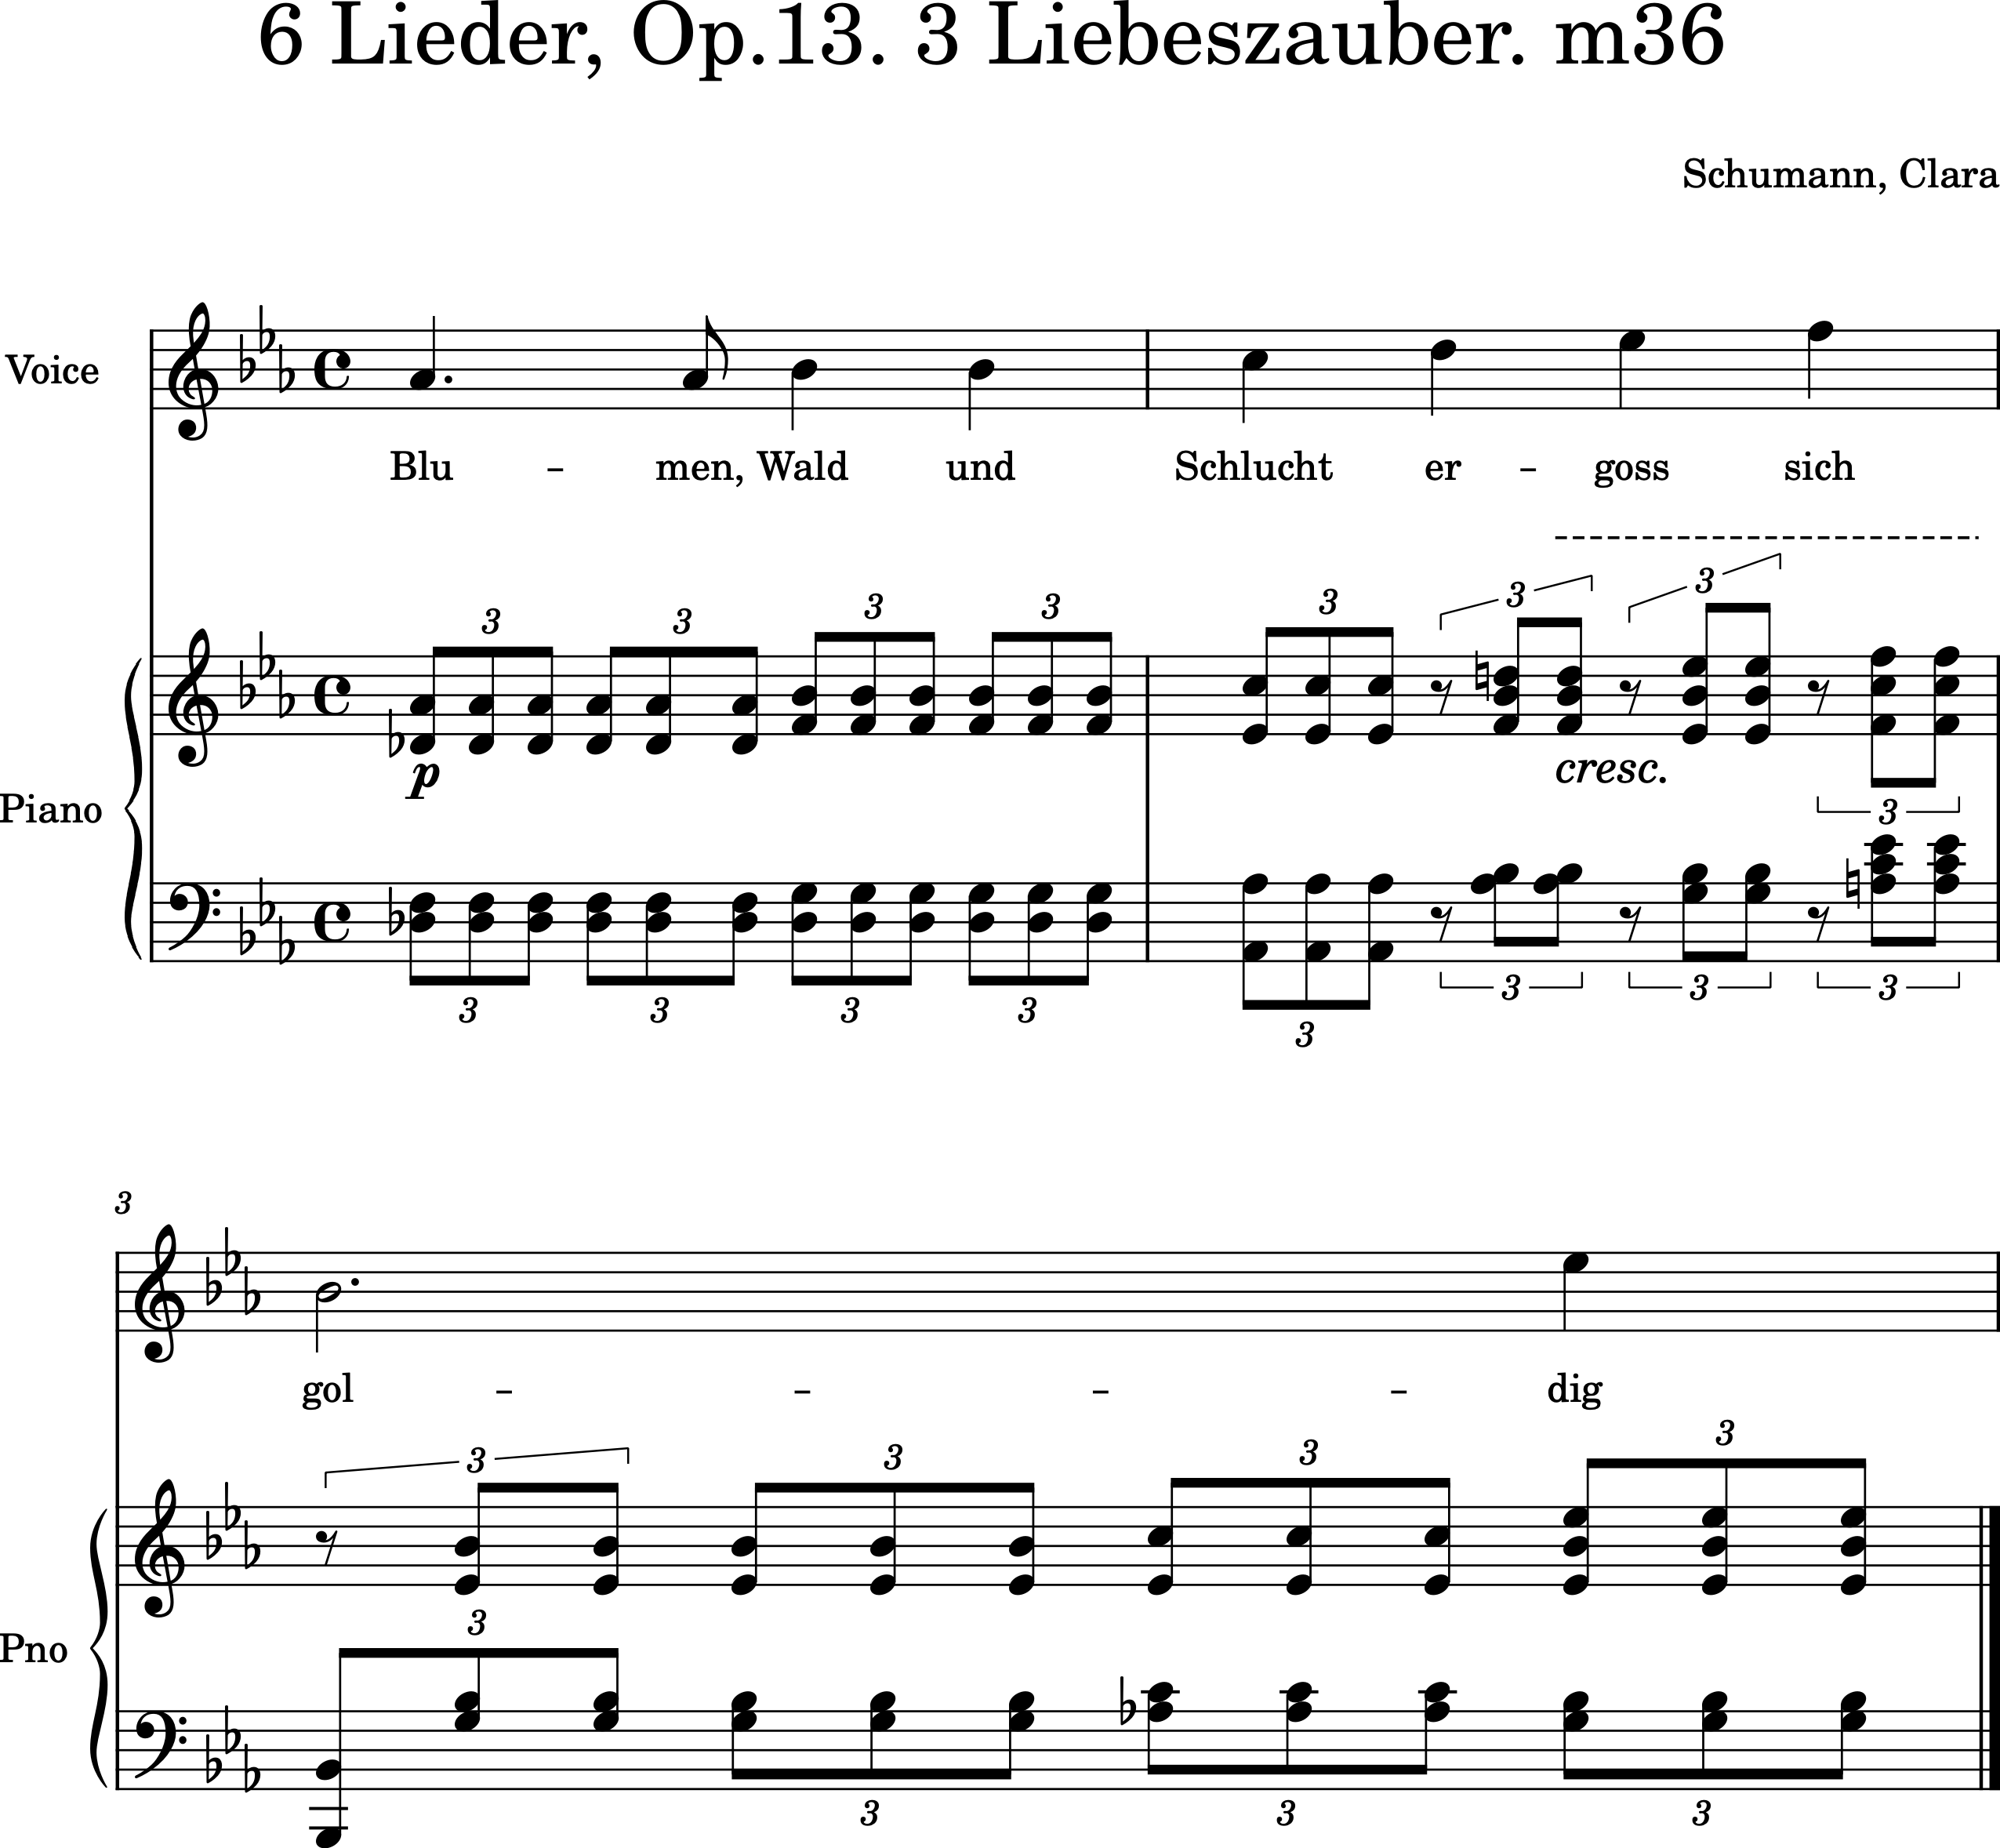 6 Lieder, Op.13. 3 Liebeszauber. m36
Schumann, Clara
Voice
Blu - men, Wald und Schlucht er - goss sich
3 3 3 3 3 3 3
p
cresc.
Piano
3
3 3 3 3 3 3 3 3
3
gol - - - - dig
3 3 3 3
3
Pno
3 3 3